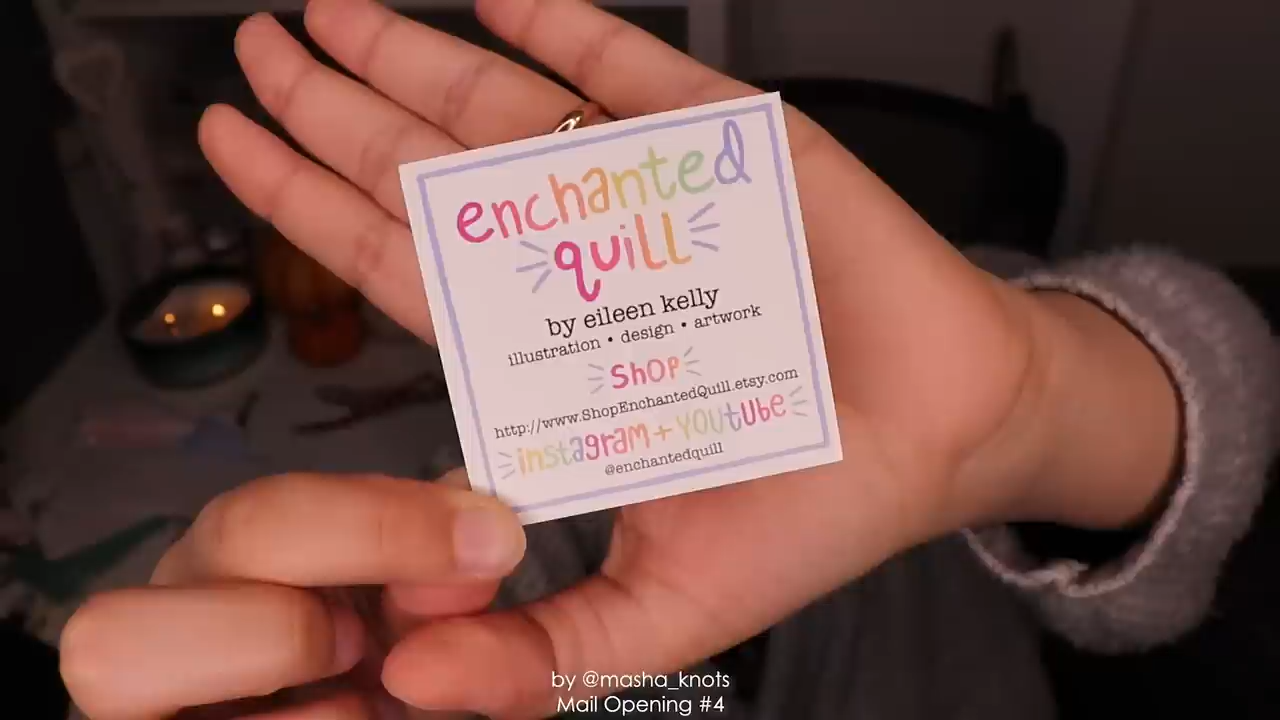 enchanted
quill
by eileen kelly
illustration • design • artwork
SHOP
http://www.ShopEnchantedQuill.etsy.com
instagram + YOUtube
@enchantedquill
by @masha_knots
Mail Opening #4